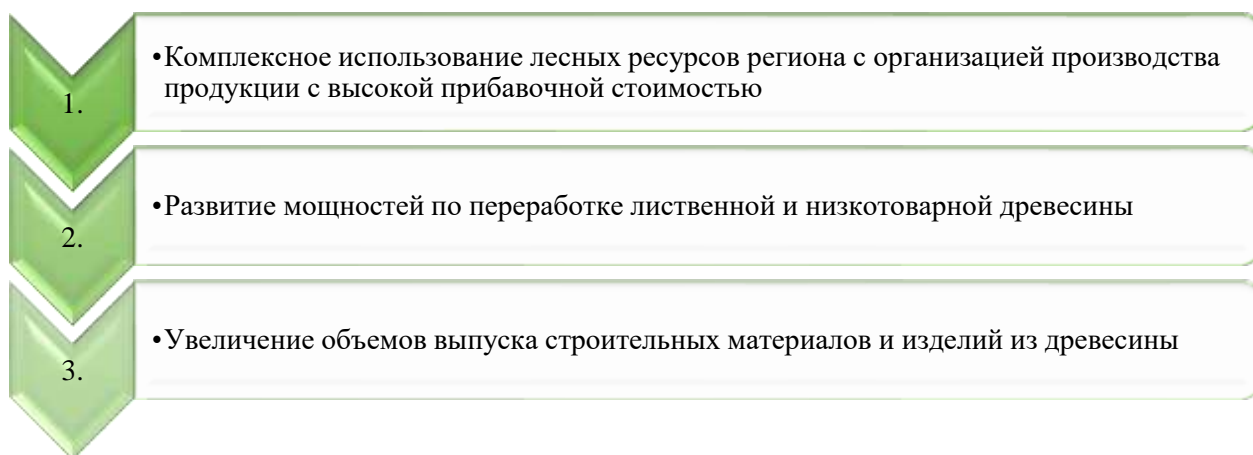 1.
•Комплексное использование лесных ресурсов региона с организацией производства
продукции с высокой прибавочной стоимостью
2.
•Развитие мощностей по переработке лиственной и низкотоварной древесины
3.
•Увеличение объемов выпуска строительных материалов и изделий из древесины